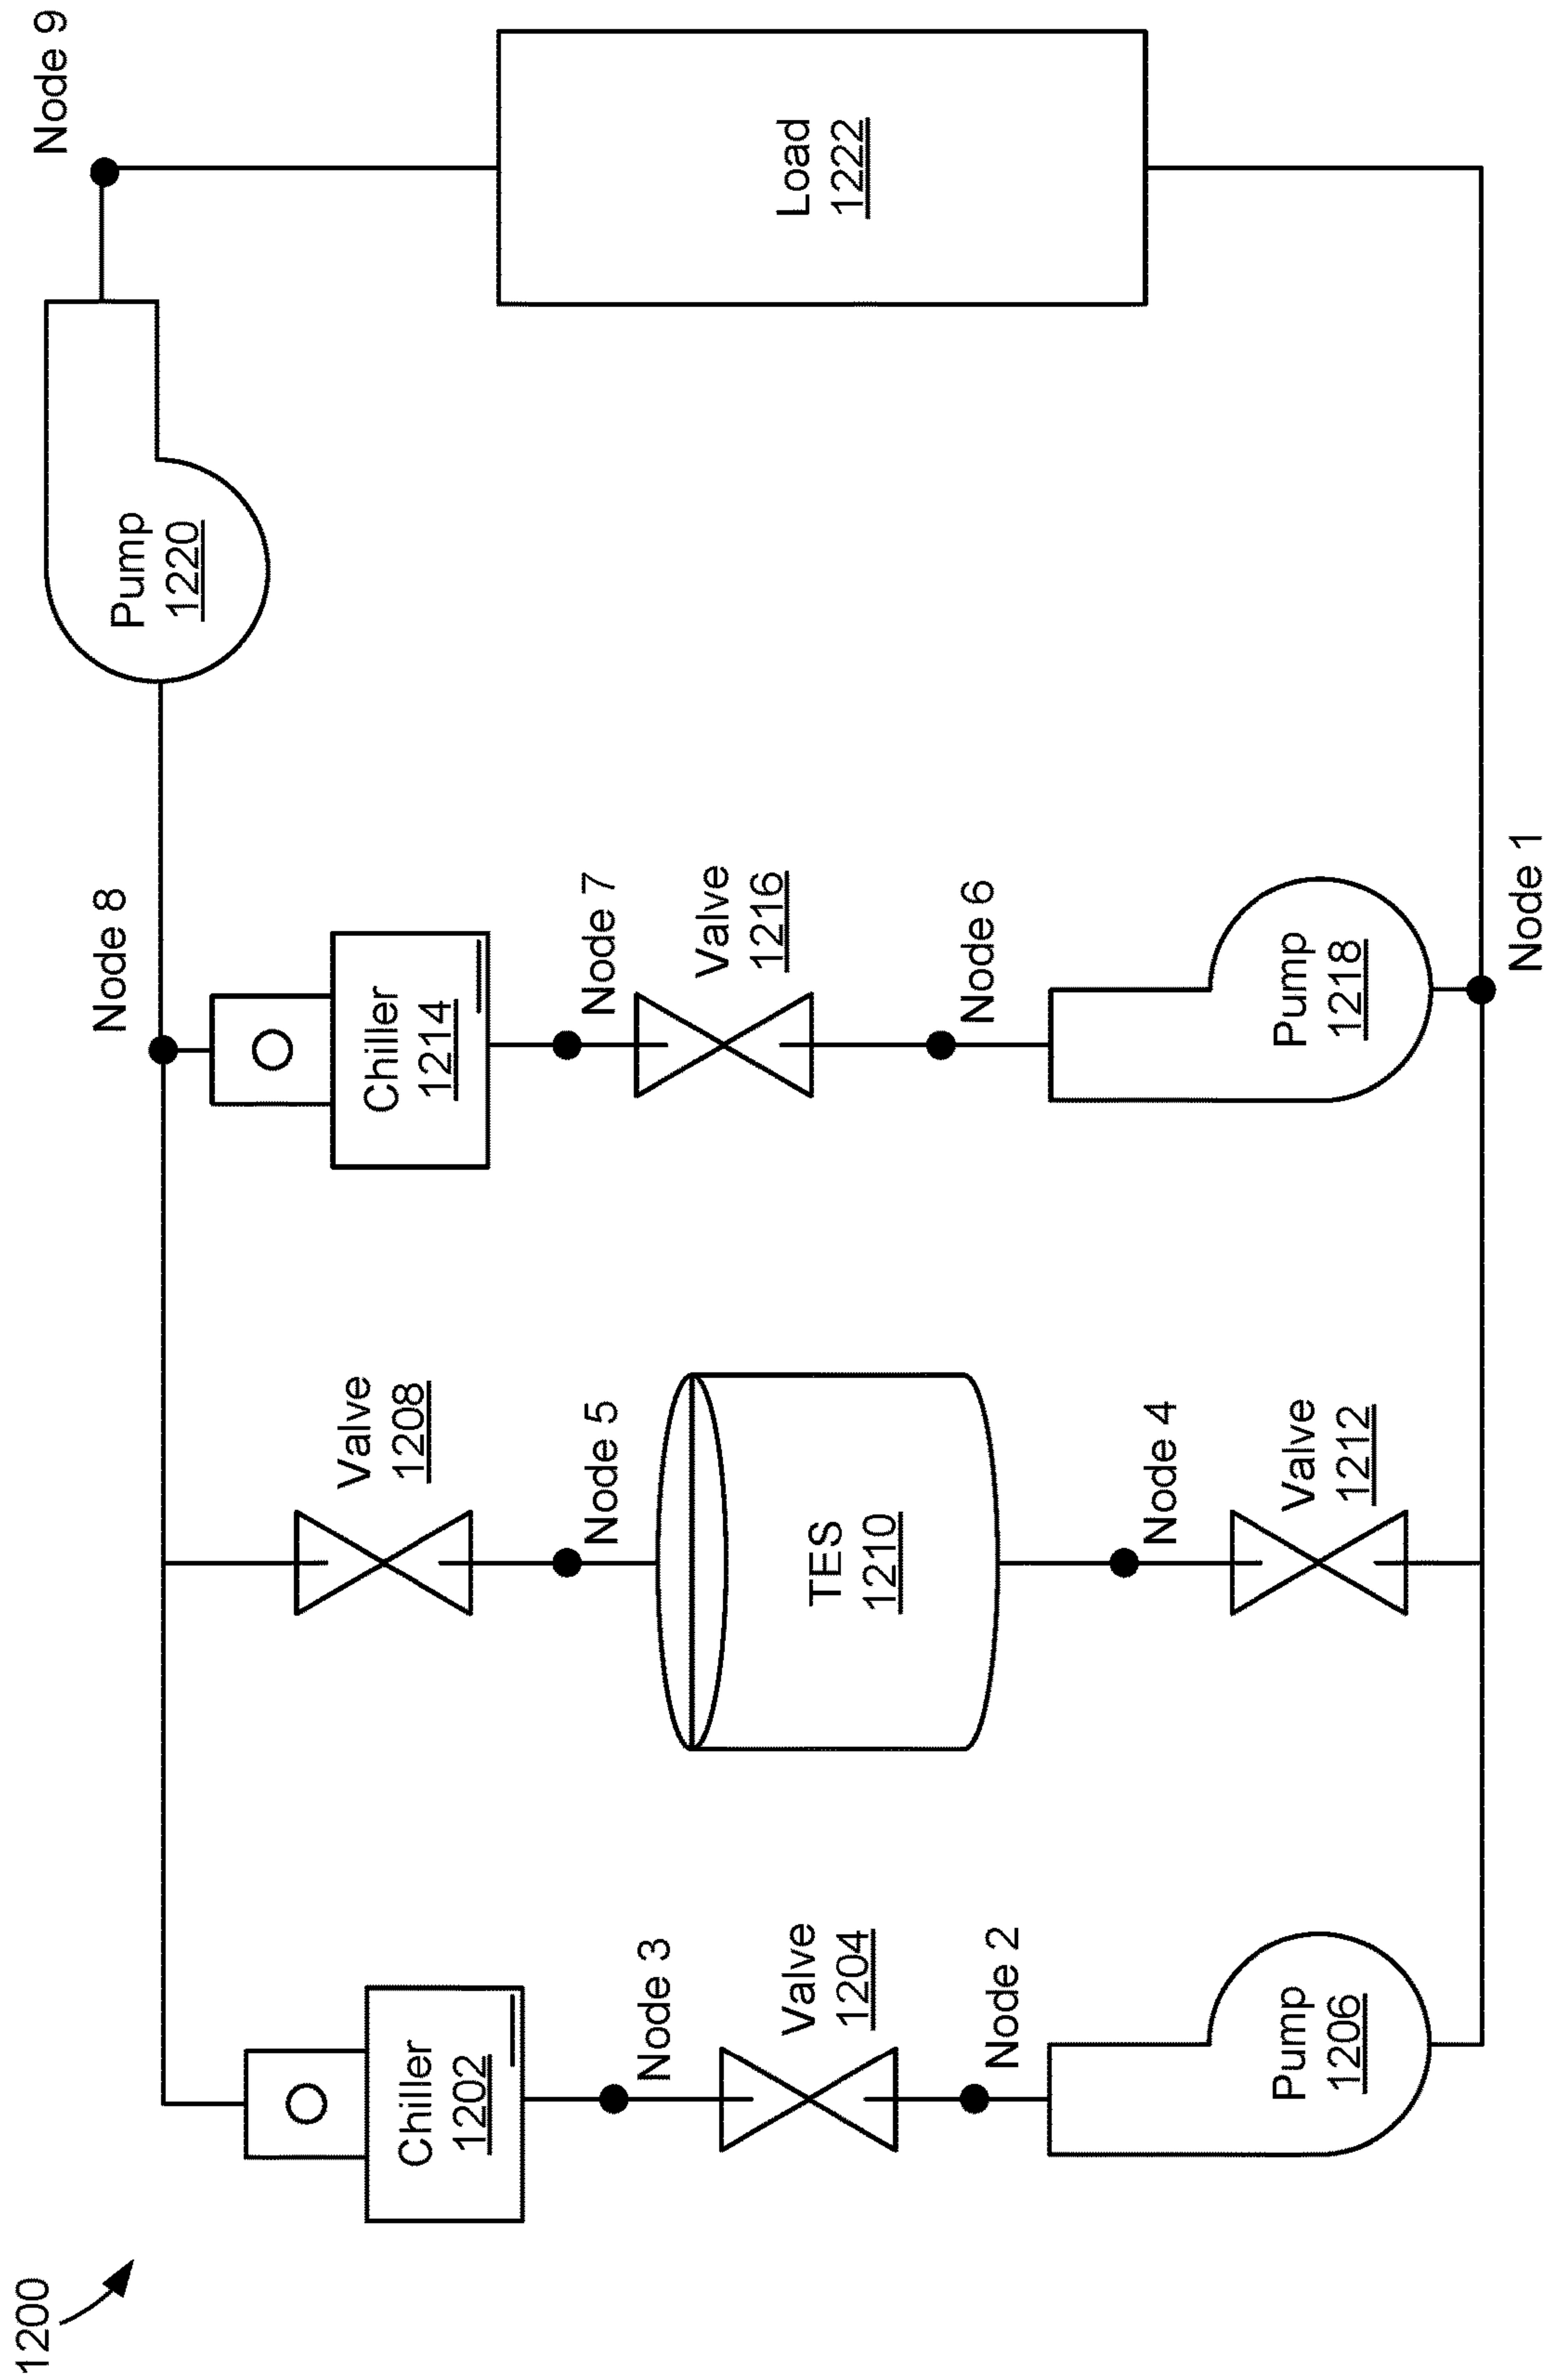 1200
Node 9
Pump
1220
Load
1222
Node 8
Chiller
1214
Node 7
Valve
1216
Node 6
Pump
1218
Node 1
Valve
1208
Node 5
TES
1210
Node 4
Valve
1212
Chiller
1202
Node 3
Valve
1204
Node 2
Pump
1206